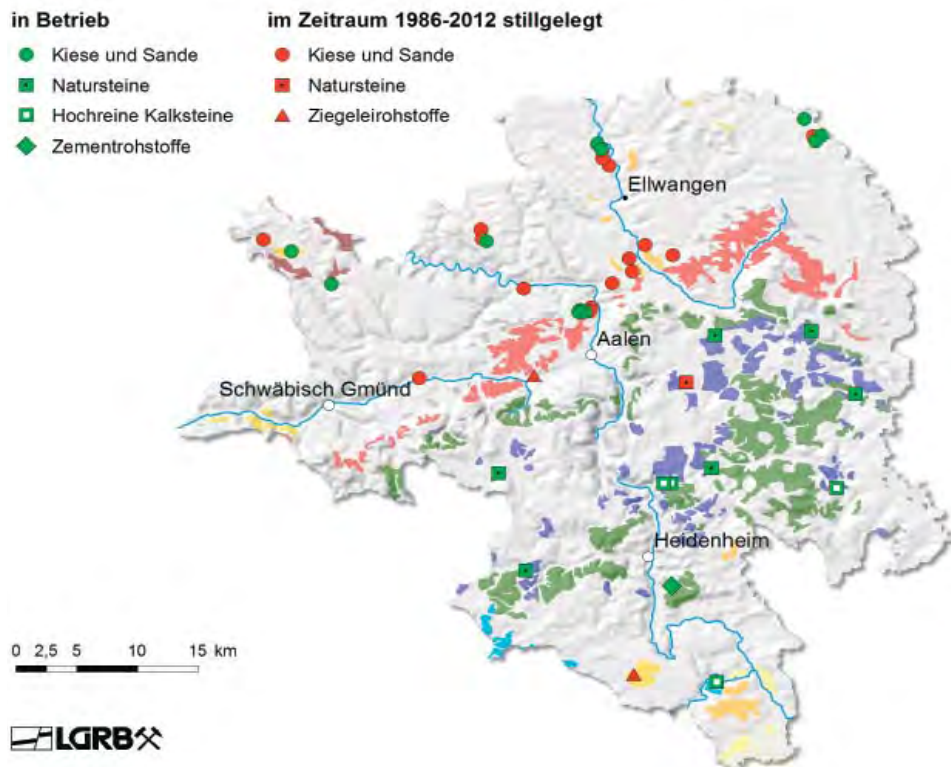 in Betrieb
Kiese und Sande
Natursteine
Hochreine Kalksteine
Zementrohstoffe
im Zeitraum 1986-2012 stillgelegt
Kiese und Sande
Natursteine
Ziegeleirohstoffe
Ellwangen
Aalen
Schwäbisch Gmünd
Heidenheim
0 2,5 5 10 15 km
LGRB